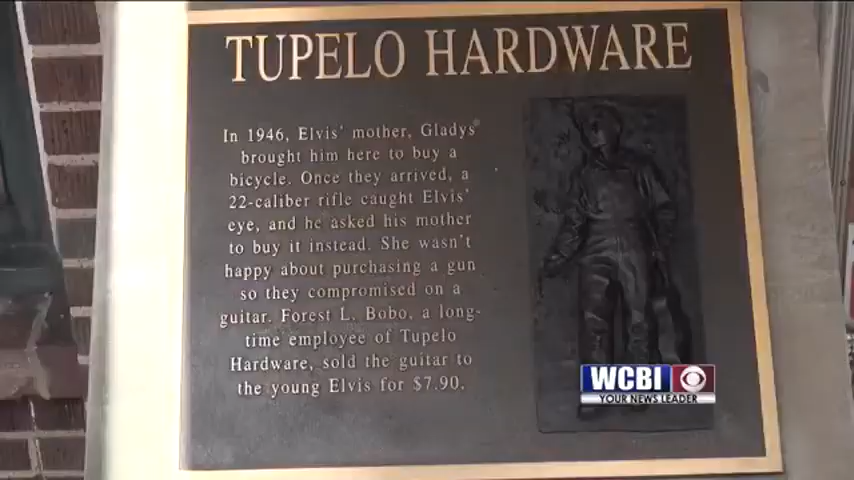 TUPELO HARDWARE
In 1946, Elvis' mother, Gladys
brought him here to buy a
bicycle. Once they arrived, a
22-caliber rifle caught Elvis'
eye, and he asked his mother
to buy it instead. She wasn't
happy about purchasing a gun
so they compromised on a
guitar. Forest L. Bobo, a long-
time employee of Tupelo
Hardware, sold the guitar to
the young Elvis for $7.90.
WCBI
YOUR NEWS LEADER